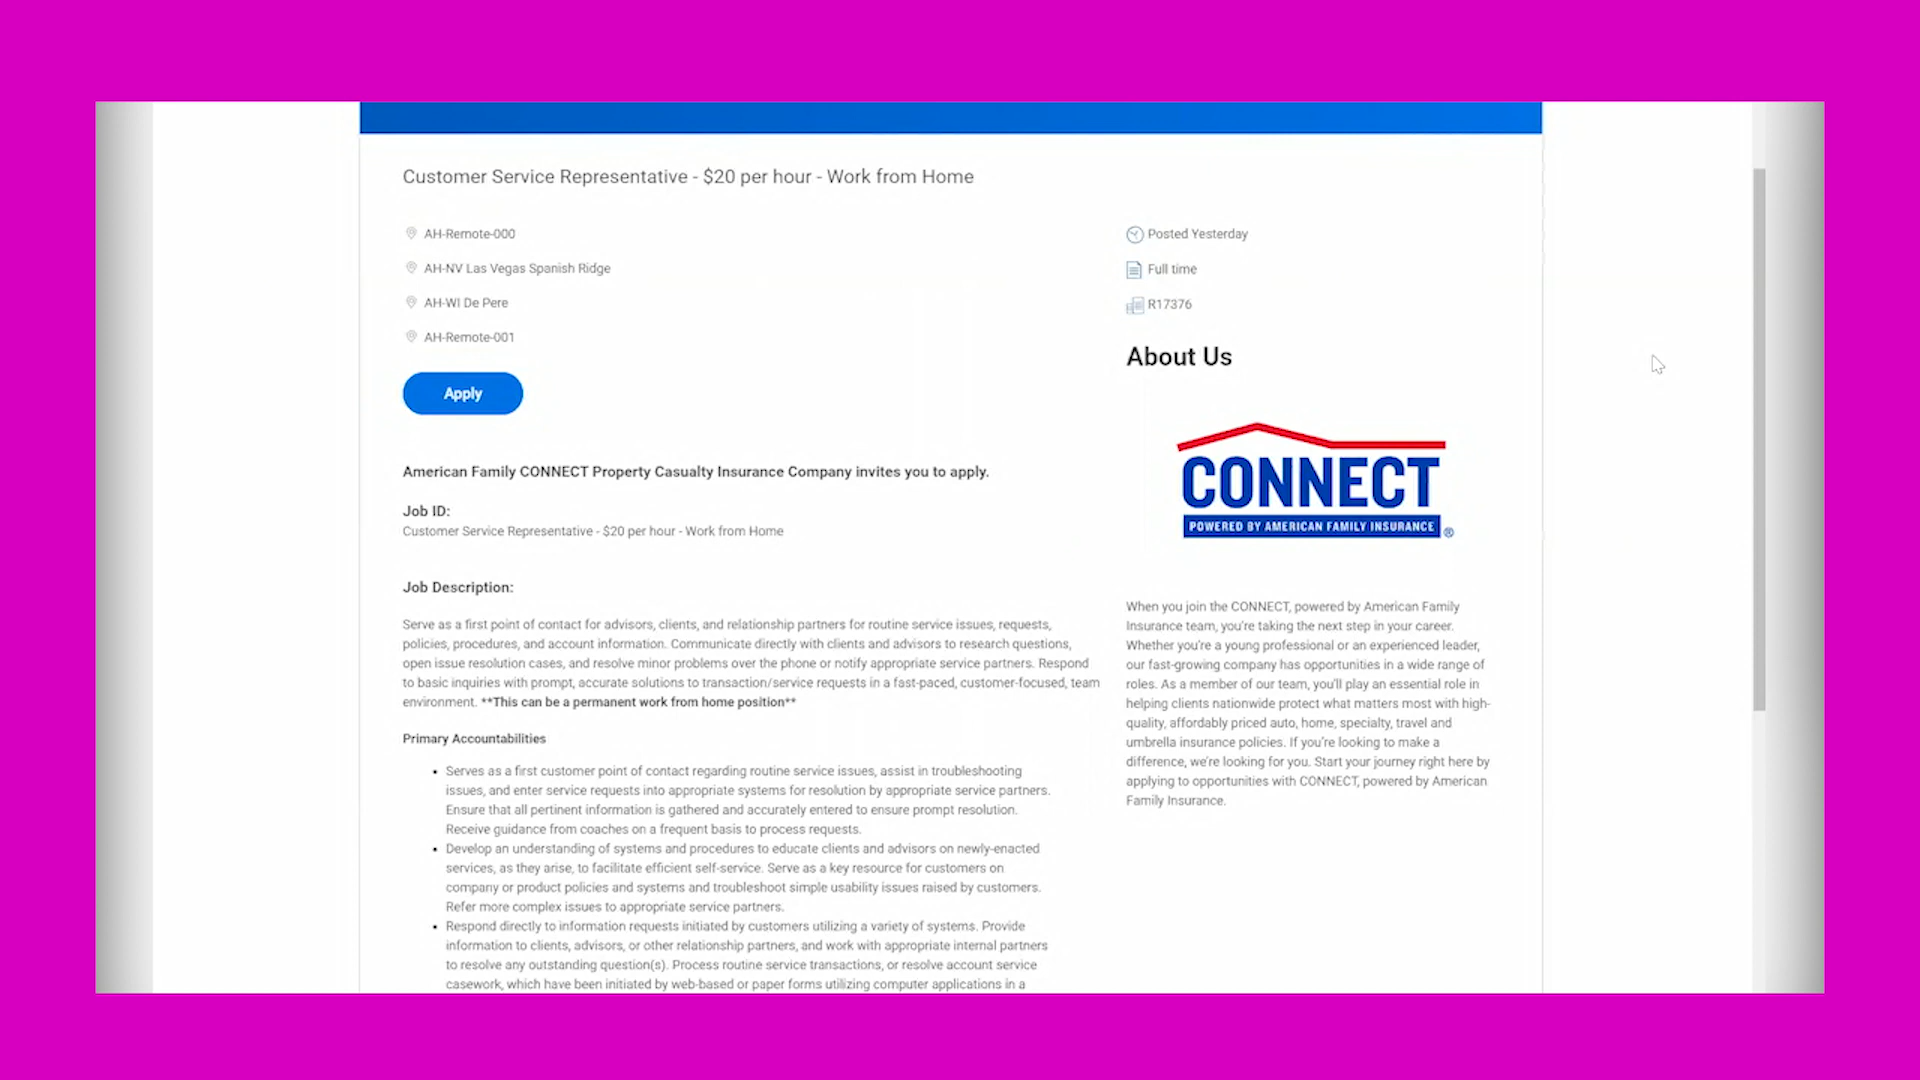 Customer Service Representative - $20 per hour - Work from Home
AH-Remote-000
AH-NV Las Vegas Spanish Ridge
AH-WI De Pere
AH-Remote-001
Apply
American Family CONNECT Property Casualty Insurance Company invites you to apply.
Job ID:
Customer Service Representative - $20 per hour - Work from Home
Job Description:
Serve as a first point of contact for advisors, clients, and relationship partners for routine service issues, requests,
policies, procedures, and account information. Communicate directly with clients and advisors to research questions,
open issue resolution cases, and resolve minor problems over the phone or notify appropriate service partners. Respond
to basic inquiries with prompt, accurate solutions to transaction/service requests in a fast-paced, customer-focused, team
environment. **This can be a permanent work from home position**
Primary Accountabilities
• Serves as a first customer point of contact regarding routine service issues, assist in troubleshooting
issues, and enter service requests into appropriate systems for resolution by appropriate service partners.
Ensure that all pertinent information is gathered and accurately entered to ensure prompt resolution.
Receive guidance from coaches on a frequent basis to process requests.
• Develop an understanding of systems and procedures to educate clients and advisors on newly-enacted
services, as they arise, to facilitate efficient self-service. Serve as a key resource for customers on
company or product policies and systems and troubleshoot simple usability issues raised by customers.
Refer more complex issues to appropriate service partners.
• Respond directly to information requests initiated by customers utilizing a variety of systems. Provide
information to clients, advisors, or other relationship partners, and work with appropriate internal partners
to resolve any outstanding question(s). Process routine service transactions, or resolve account service
casework, which have been initiated by web-based or paper forms utilizing computer applications in a
Posted Yesterday
Full time
R17376
About Us
CONNECT
POWERED BY AMERICAN FAMILY INSURANCE ®
When you join the CONNECT, powered by American Family
Insurance team, you're taking the next step in your career.
Whether you're a young professional or an experienced leader,
our fast-growing company has opportunities in a wide range of
roles. As a member of our team, you'll play an essential role in
helping clients nationwide protect what matters most with high-
quality, affordably priced auto, home, specialty, travel and
umbrella insurance policies. If you're looking to make a
difference, we're looking for you. Start your journey right here by
applying to opportunities with CONNECT, powered by American
Family Insurance.